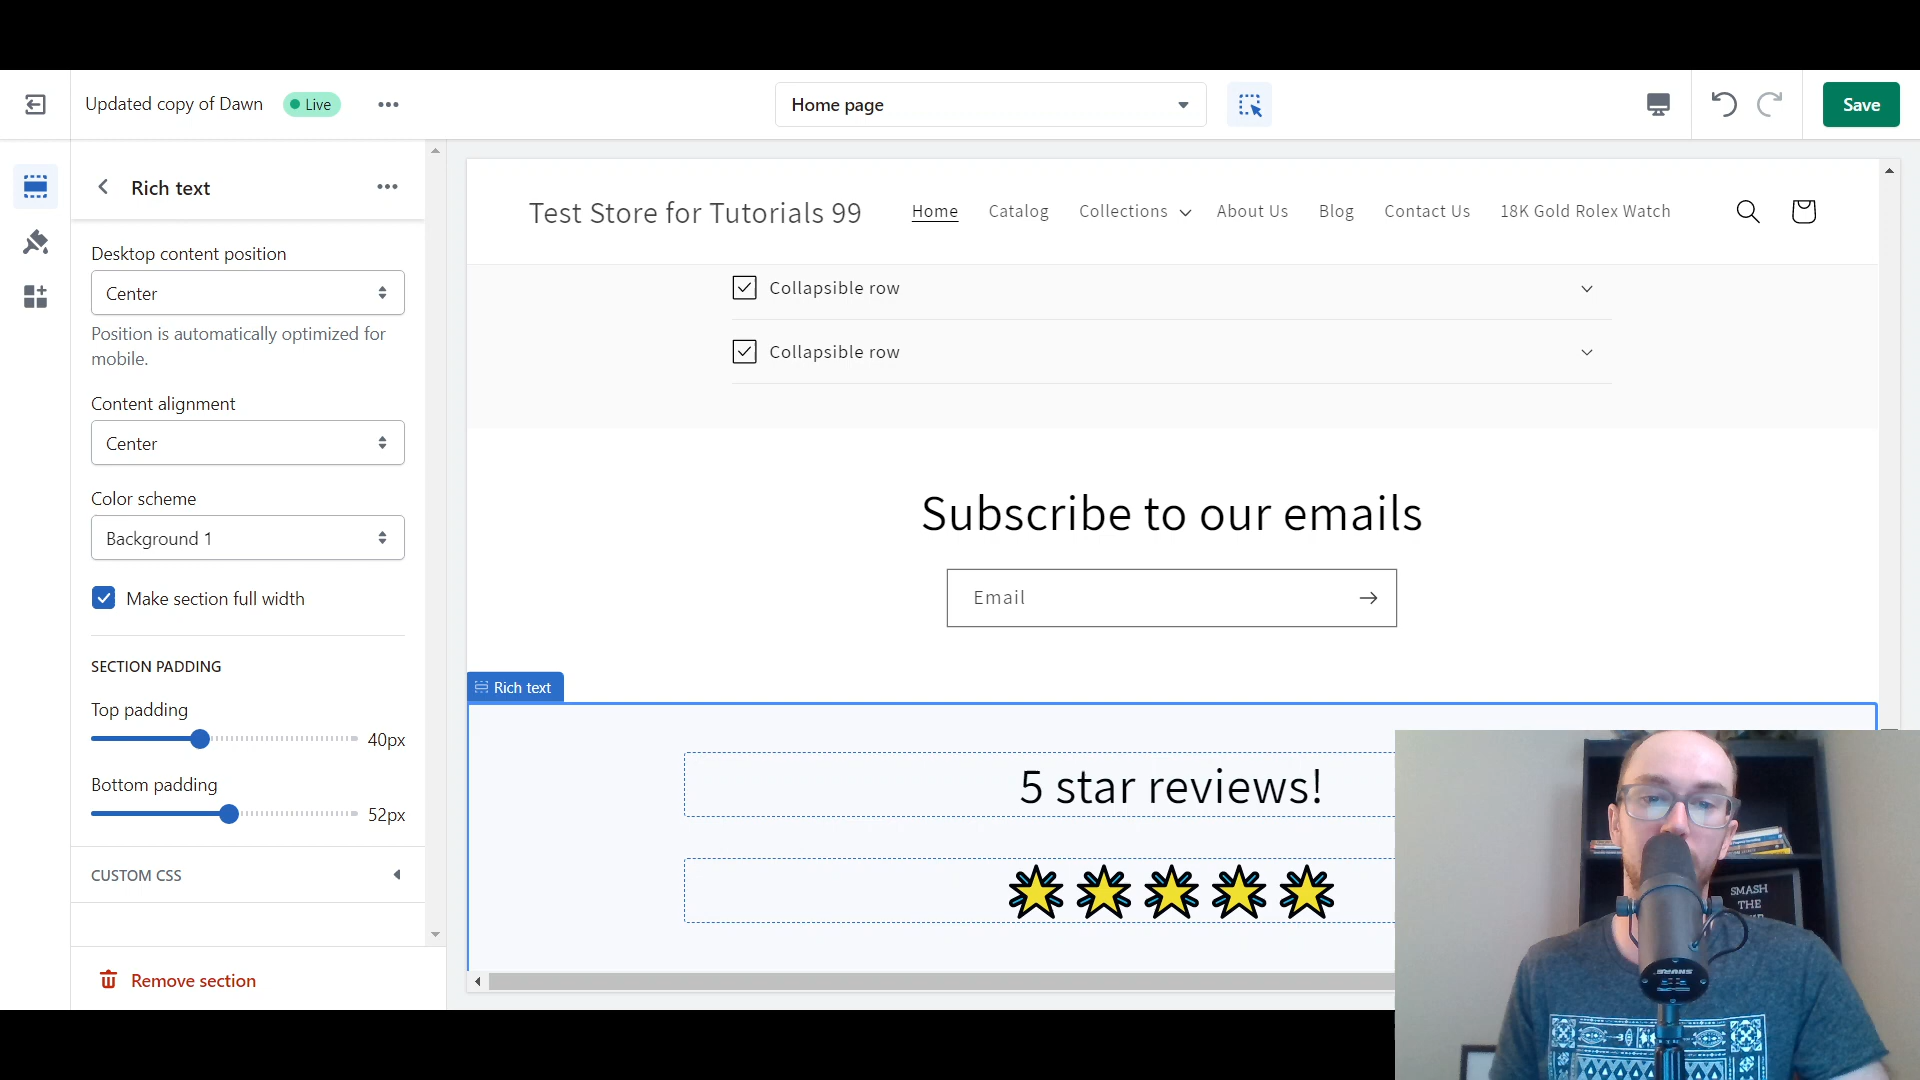 Updated copy of Dawn
Live
Home page
Save
Rich text
Desktop content position
Center
Position is automatically optimized for
mobile.
Content alignment
Center
Color scheme
Background 1
Make section full width
SECTION PADDING
Top padding
40px
Bottom padding
52px
CUSTOM CSS
Remove section
Test Store for Tutorials 99
Home
Catalog
Collections
About Us
Blog
Contact Us
18K Gold Rolex Watch
Collapsible row
Collapsible row
Subscribe to our emails
Email
Rich text
5 star reviews!
SMASH
THE